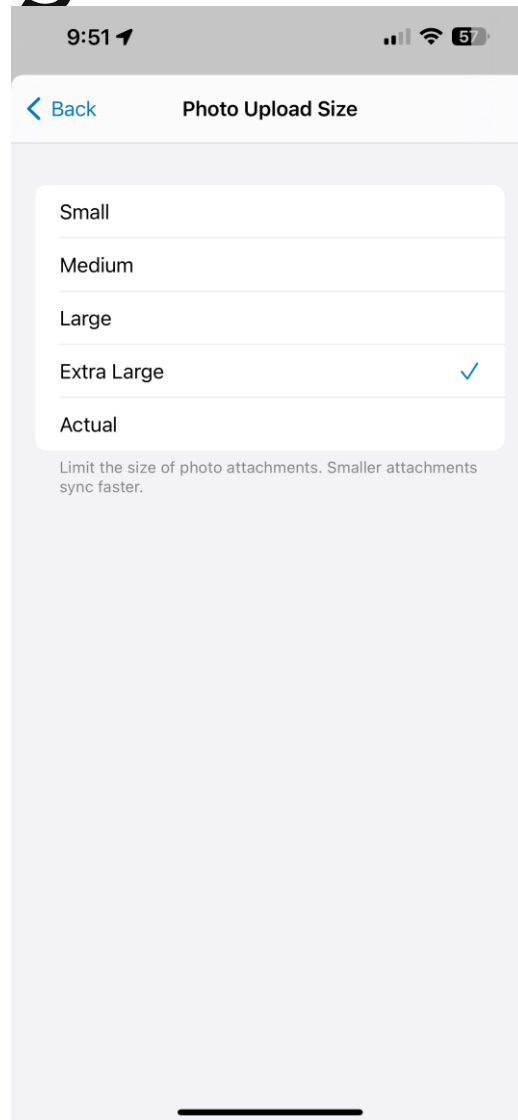 9:51
57
Back
Photo Upload Size
Small
Medium
Large
Extra Large
Actual
Limit the size of photo attachments. Smaller attachments
sync faster.